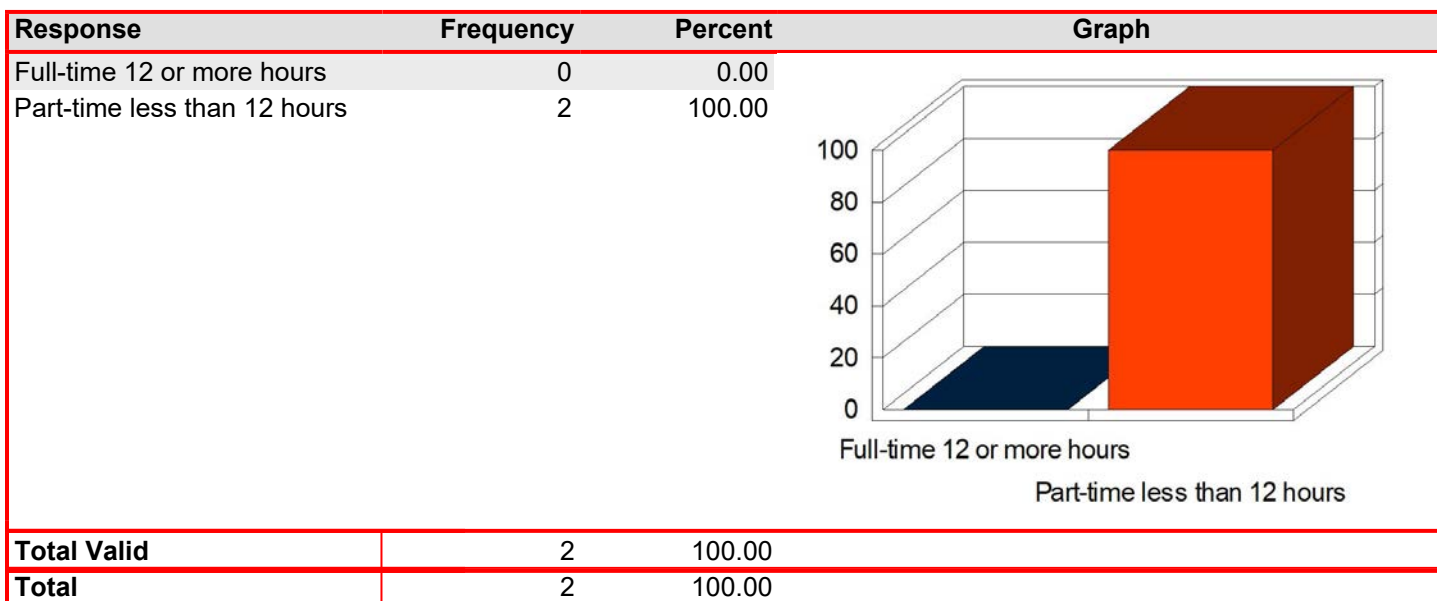 Response Frequency Percent Graph
Full-time 12 or more hours 0 0.00
Part-time less than 12 hours 2 100.00
100
80
60
40
20
0
Full-time 12 or more hours
Part-time less than 12 hours
Total Valid 2 100.00
Total 2 100.00